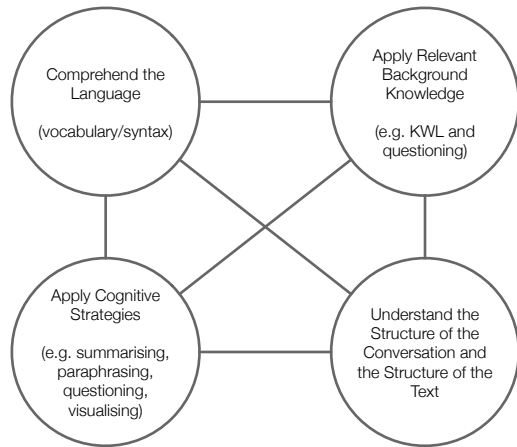 Comprehend the
Language
(vocabulary/syntax)
Apply Relevant
Background
Knowledge
(e.g. KWL and
questioning)
Apply Cognitive
Strategies
(e.g. summarising,
paraphrasing,
questioning,
visualising)
Understand the
Structure of the
Conversation and
the Structure of the
Text